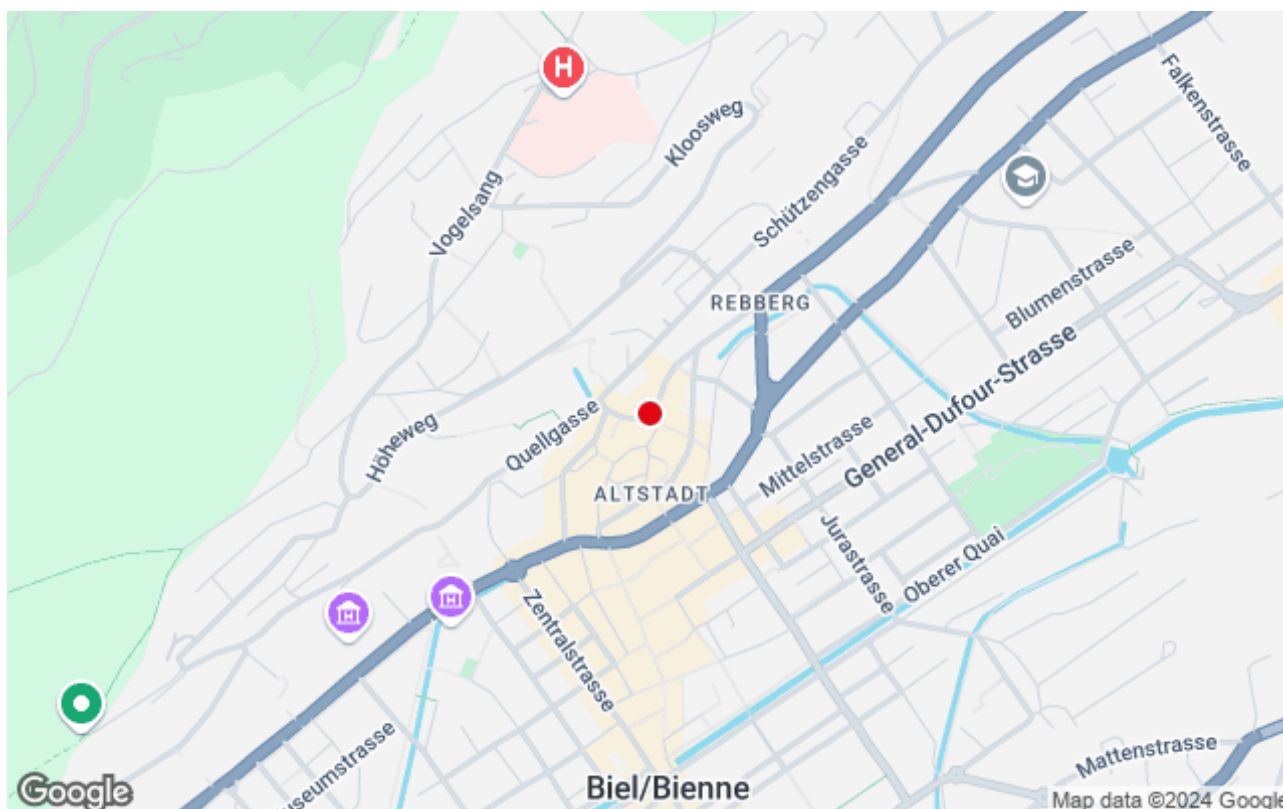 H
Kloosweg
Falkenstrasse
Vogelsang
Schützengasse
REBBERG
Blumenstrasse
General-Dufour-Strasse
Höheweg
Quellgasse
Mittelstrasse
ALTSTADT
Jurastrasse
Oberer Quai
Zentralstrasse
useumstrasse
Mattenstrasse
Biel/Bienne
Google
Map data ©2024 Google